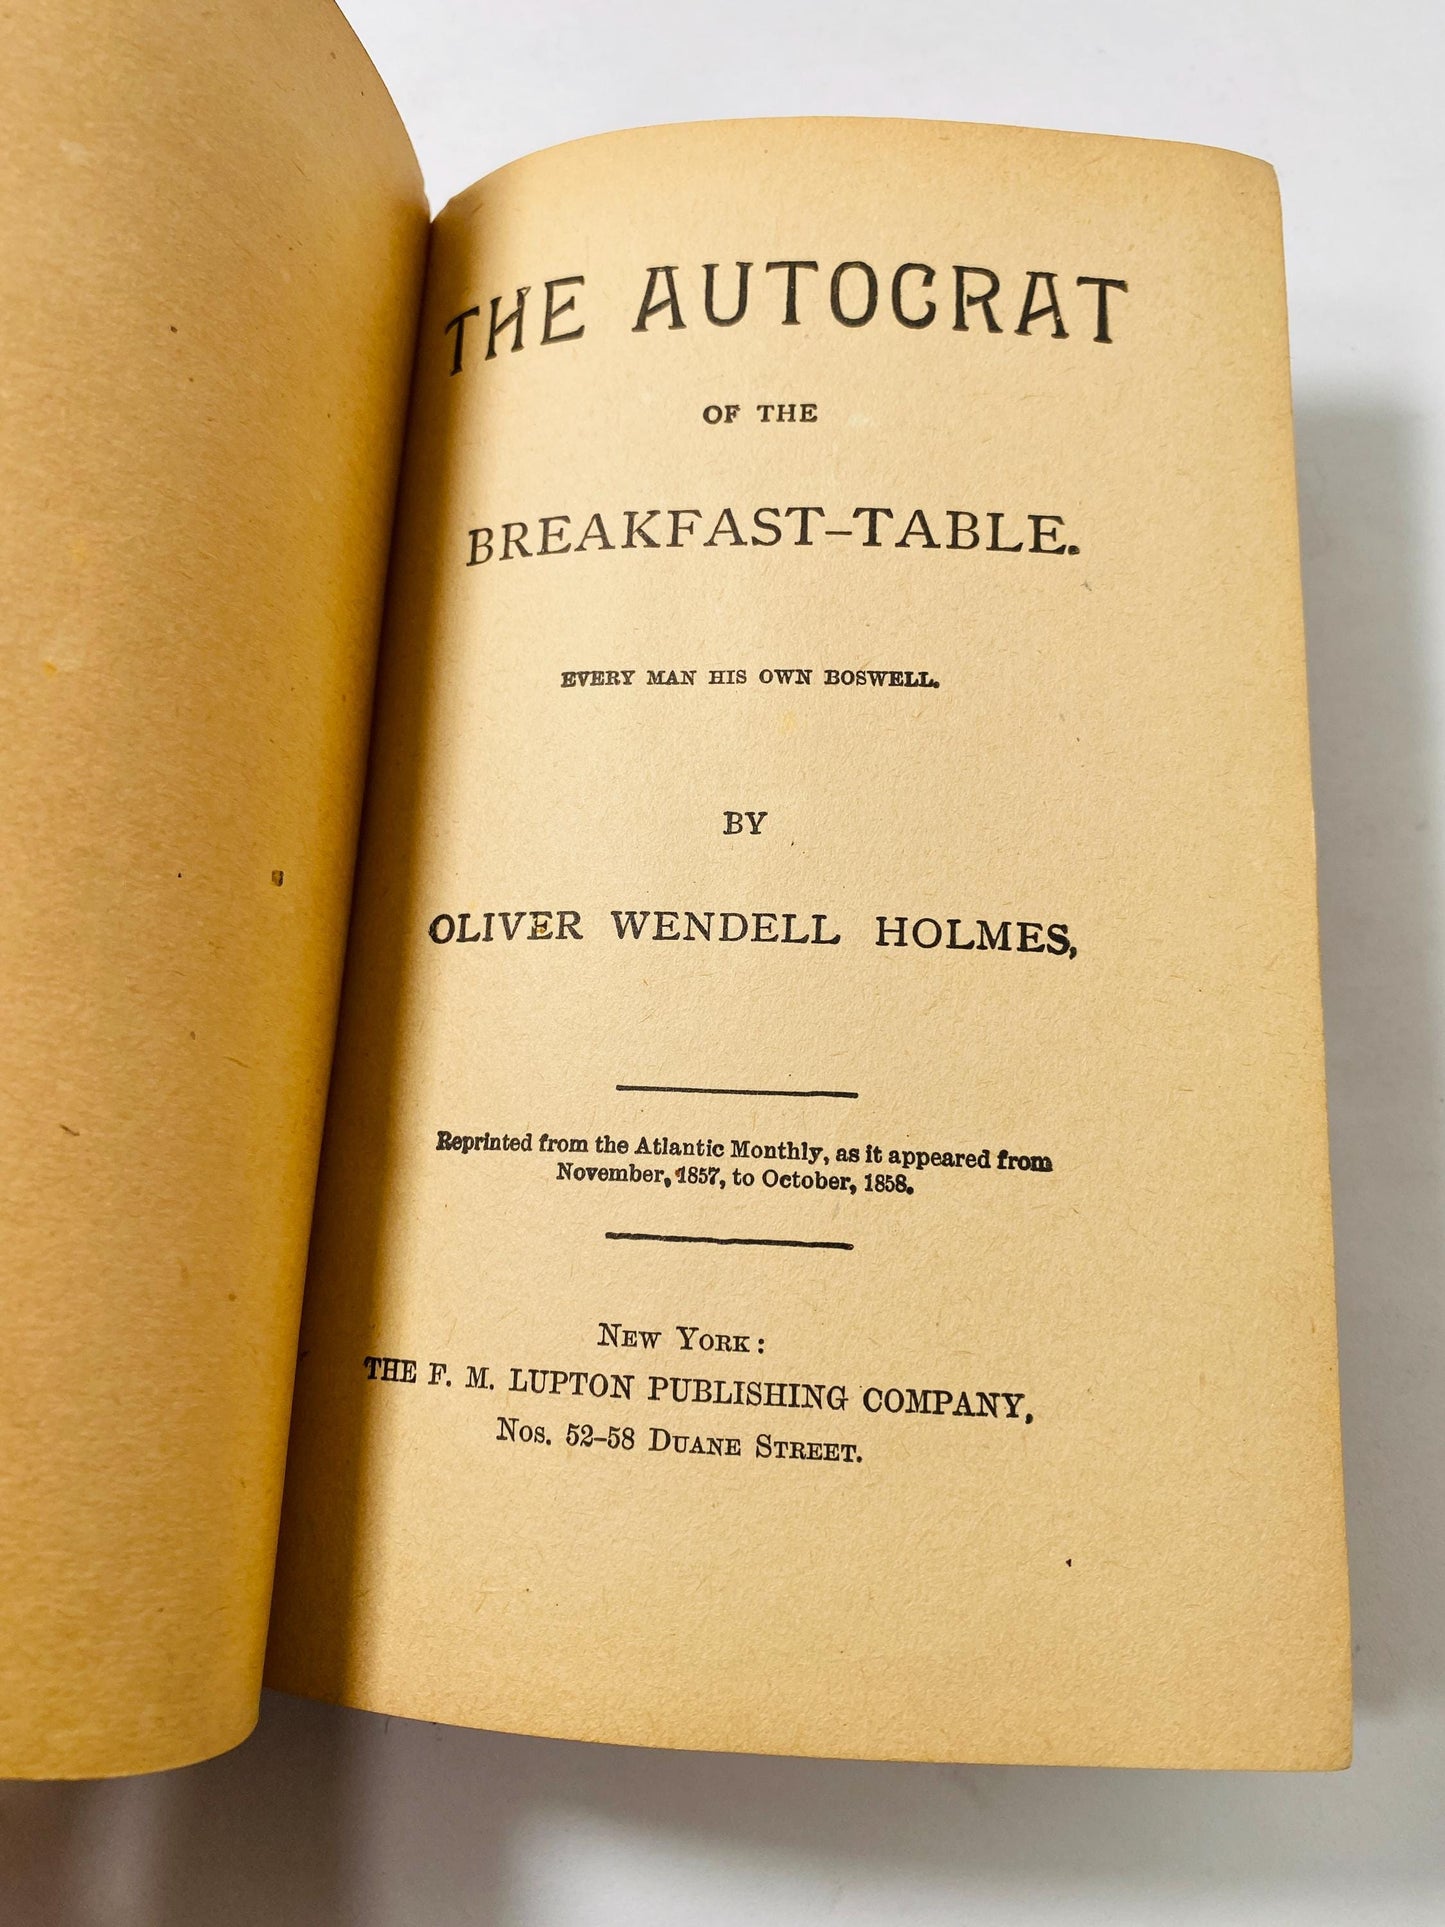 THE AUTOCRAT
OF THE
BREAKFAST-TABLE.
EVERY MAN HIS OWN BOSWELL.
BY
OLIVER WENDELL HOLMES,
Reprinted from the Atlantic Monthly, as it appeared from
November, 1857, to October, 1858.
NEW YORK:
THE F. M. LUPTON PUBLISHING COMPANY,
Nos. 52-58 DUANE STREET.